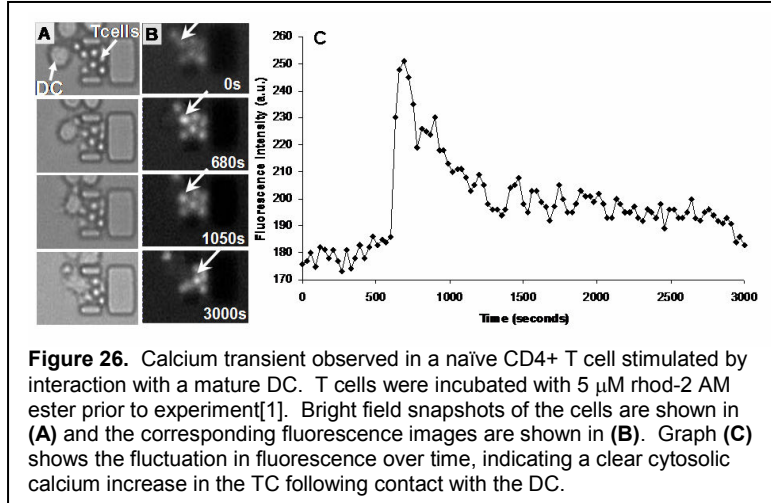 A
Tcells
DC
B
0s
680s
1050s
3000s
C
Fluorescence Intensity (a.u.)
260
250
240
230
220
210
200
190
180
170
0
500
1000
1500
2000
2500
3000
Time (seconds)
Figure 26. Calcium transient observed in a naïve CD4+ T cell stimulated by
interaction with a mature DC. T cells were incubated with 5 μM rhod-2 AM
ester prior to experiment[1]. Bright field snapshots of the cells are shown in
(A) and the corresponding fluorescence images are shown in (B). Graph (C)
shows the fluctuation in fluorescence over time, indicating a clear cytosolic
calcium increase in the TC following contact with the DC.